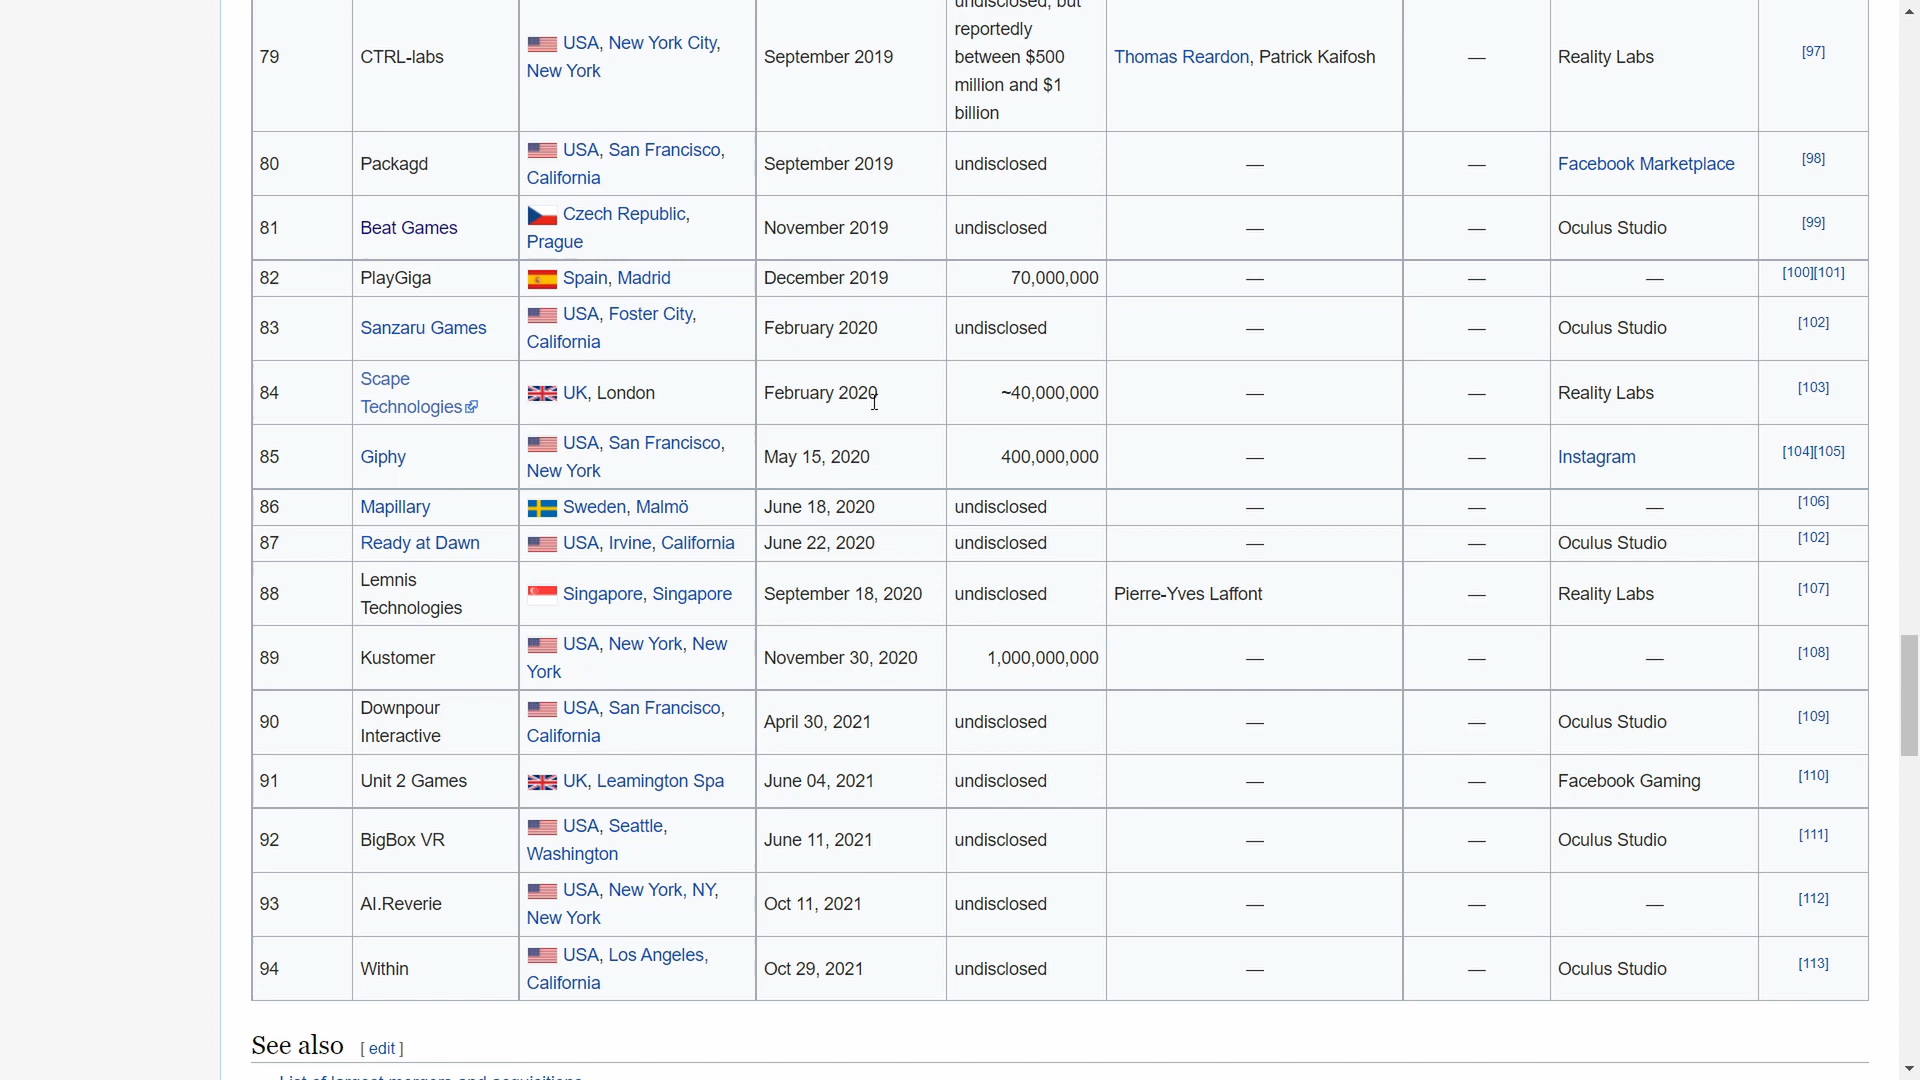 undisclosed, but
reportedly
between $500
million and $1
billion
79 CTRL-labs USA, New York City, September 2019 Thomas Reardon, Patrick Kaifosh — Reality Labs [97]
New York
80 Packagd USA, San Francisco, September 2019 undisclosed — — Facebook Marketplace [98]
California
81 Beat Games Czech Republic, November 2019 undisclosed — — Oculus Studio [99]
Prague
82 PlayGiga Spain, Madrid December 2019 70,000,000 — — — [100][101]
83 Sanzaru Games USA, Foster City, February 2020 undisclosed — — Oculus Studio [102]
California
84 Scape UK, London February 2020 ~40,000,000 — — Reality Labs [103]
Technologies
85 Giphy USA, San Francisco, May 15, 2020 400,000,000 — — Instagram [104][105]
New York
86 Mapillary Sweden, Malmö June 18, 2020 undisclosed — — — [106]
87 Ready at Dawn USA, Irvine, California June 22, 2020 undisclosed — — Oculus Studio [102]
88 Lemnis Singapore, Singapore September 18, 2020 undisclosed Pierre-Yves Laffont — Reality Labs [107]
Technologies
89 Kustomer USA, New York, New November 30, 2020 1,000,000,000 — — — [108]
York
90 Downpour USA, San Francisco, April 30, 2021 undisclosed — — Oculus Studio [109]
Interactive California
91 Unit 2 Games UK, Leamington Spa June 04, 2021 undisclosed — — Facebook Gaming [110]
92 BigBox VR USA, Seattle, June 11, 2021 undisclosed — — Oculus Studio [111]
Washington
93 AI.Reverie USA, New York, NY, Oct 11, 2021 undisclosed — — — [112]
New York
94 Within USA, Los Angeles, Oct 29, 2021 undisclosed — — Oculus Studio [113]
California
See also [ edit ]
List of largest mergers and acquisitions